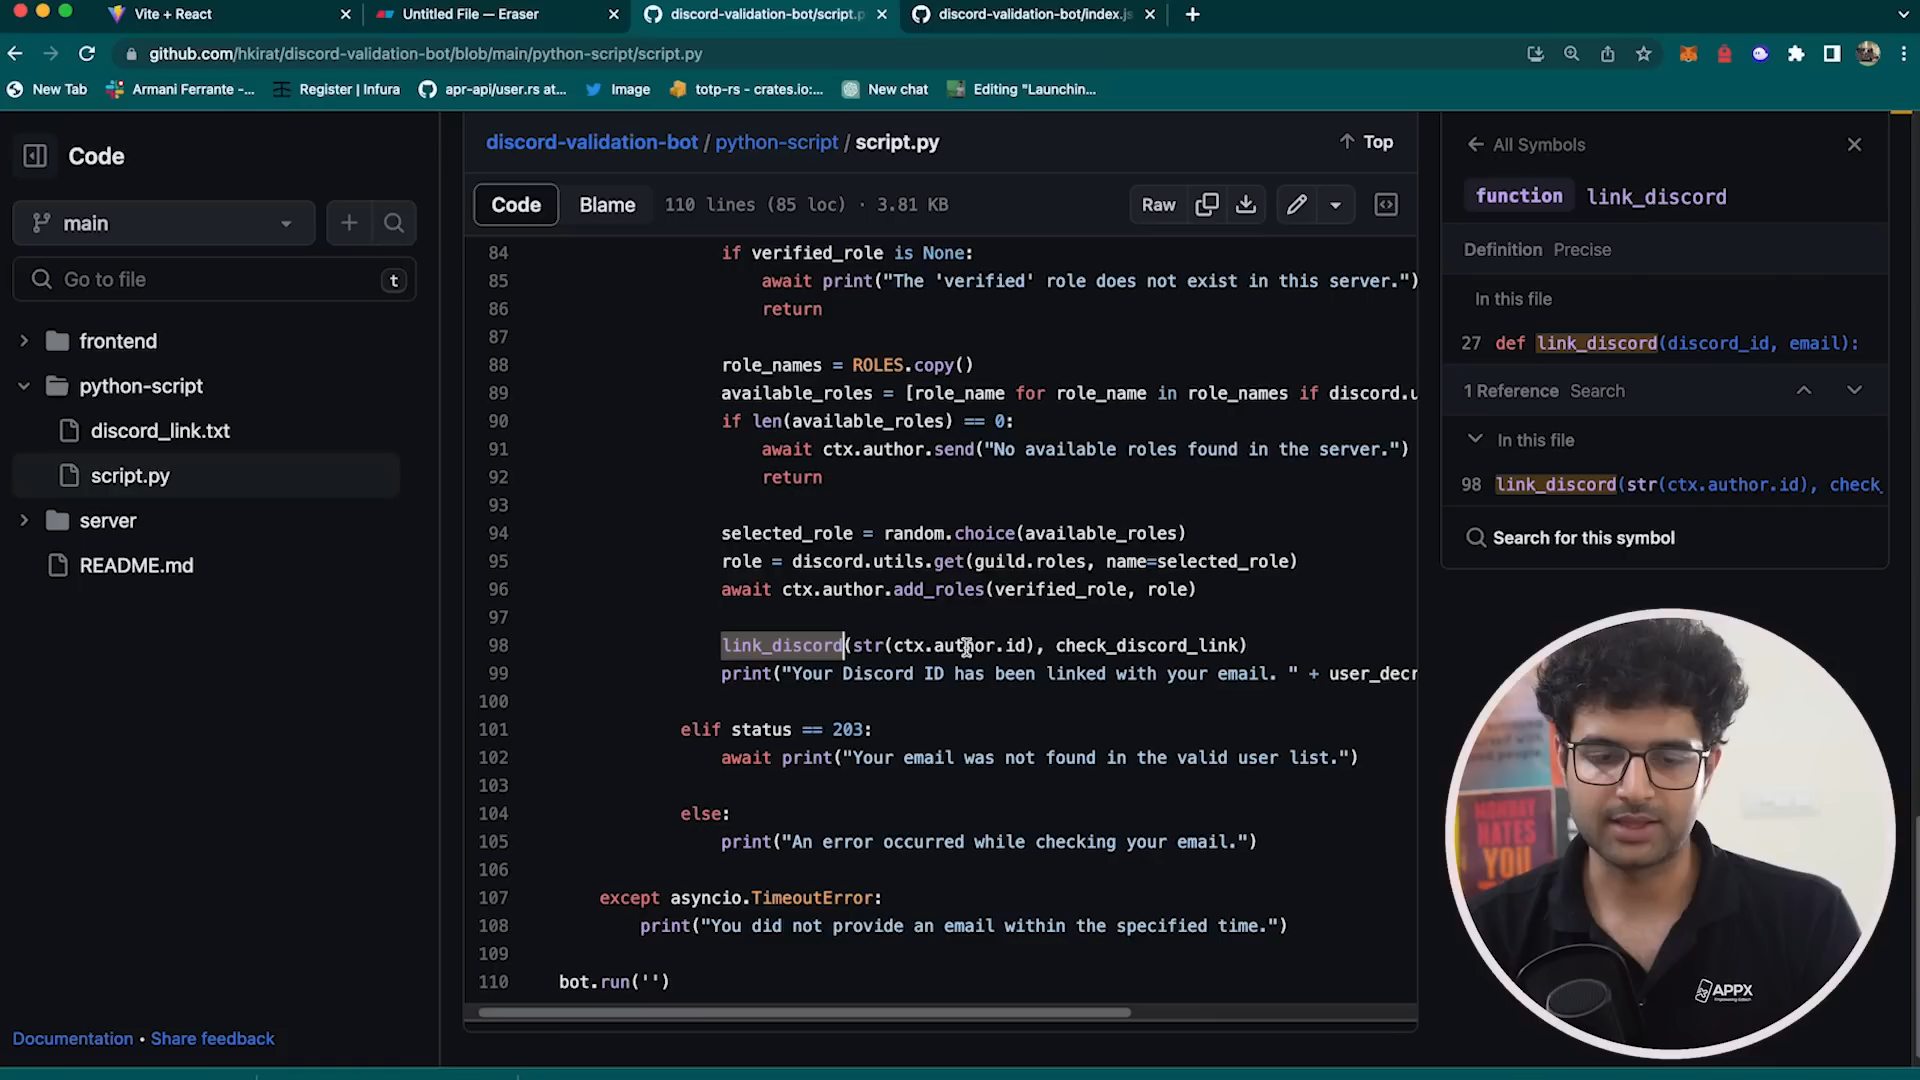 Vite + React
Untitled File — Eraser
discord-validation-bot/script.p
discord-validation-bot/index.js
github.com/hkirat/discord-validation-bot/blob/main/python-script/script.py
New Tab
Armani Ferrante -...
Register | Infura
apr-api/user.rs at...
Image
totp-rs - crates.io:...
New chat
Editing "Launchin...
Code
main
Go to file
t
frontend
python-script
discord_link.txt
script.py
server
README.md
Documentation • Share feedback
discord-validation-bot / python-script / script.py
Top
Code
Blame
110 lines (85 loc) · 3.81 KB
Raw
84 if verified_role is None:
85 await print("The 'verified' role does not exist in this server.")
86 return
87
88 role_names = ROLES.copy()
89 available_roles = [role_name for role_name in role_names if discord.u
90 if len(available_roles) == 0:
91 await ctx.author.send("No available roles found in the server.")
92 return
93
94 selected_role = random.choice(available_roles)
95 role = discord.utils.get(guild.roles, name=selected_role)
96 await ctx.author.add_roles(verified_role, role)
97
98 link_discord(str(ctx.author.id), check_discord_link)
99 print("Your Discord ID has been linked with your email. " + user_decr
100
101 elif status == 203:
102 await print("Your email was not found in the valid user list.")
103
104 else:
105 print("An error occurred while checking your email.")
106
107 except asyncio.TimeoutError:
108 print("You did not provide an email within the specified time.")
109
110 bot.run('')
All Symbols
function link_discord
Definition Precise
In this file
27 def link_discord(discord_id, email):
1 Reference Search
In this file
98 link_discord(str(ctx.author.id), check_
Search for this symbol
MONDAY
HATES
YOU
APPX